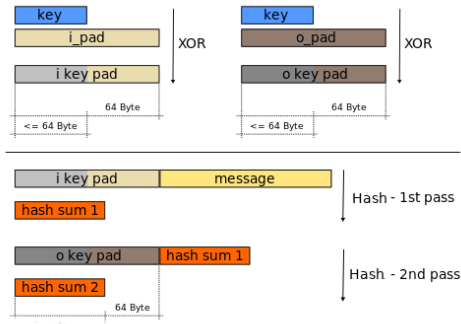 key
i_pad
XOR
i key pad
64 Byte
<= 64 Byte
key
o_pad
XOR
o key pad
64 Byte
<= 64 Byte
i key pad message
hash sum 1
Hash - 1st pass
o key pad hash sum 1
hash sum 2
Hash - 2nd pass
64 Byte